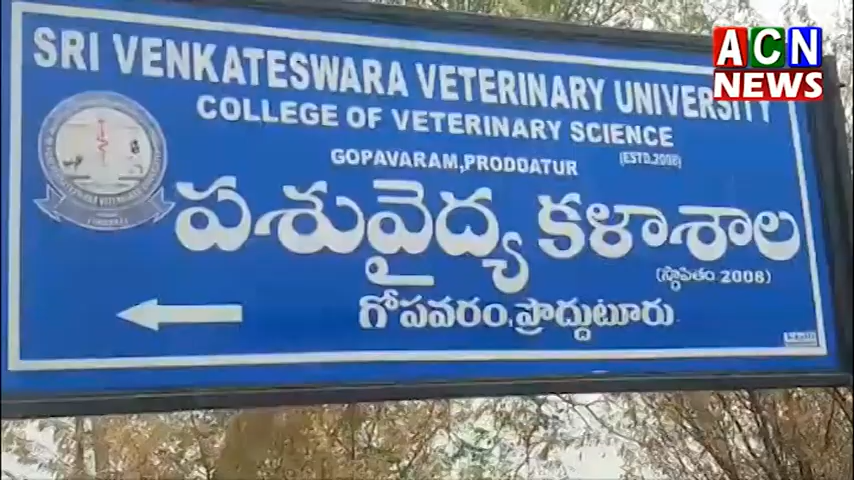 SRI VENKATESWARA VETERINARY UNIVERSITY
ACN
NEWS
COLLEGE OF VETERINARY SCIENCE
GOPAVARAM,PRODDATUR
(ESTD.2008)
పశువైద్య కళాశాల
(స్థాపితం 2008)
గోపవరం,ప్రొద్దుటూరు